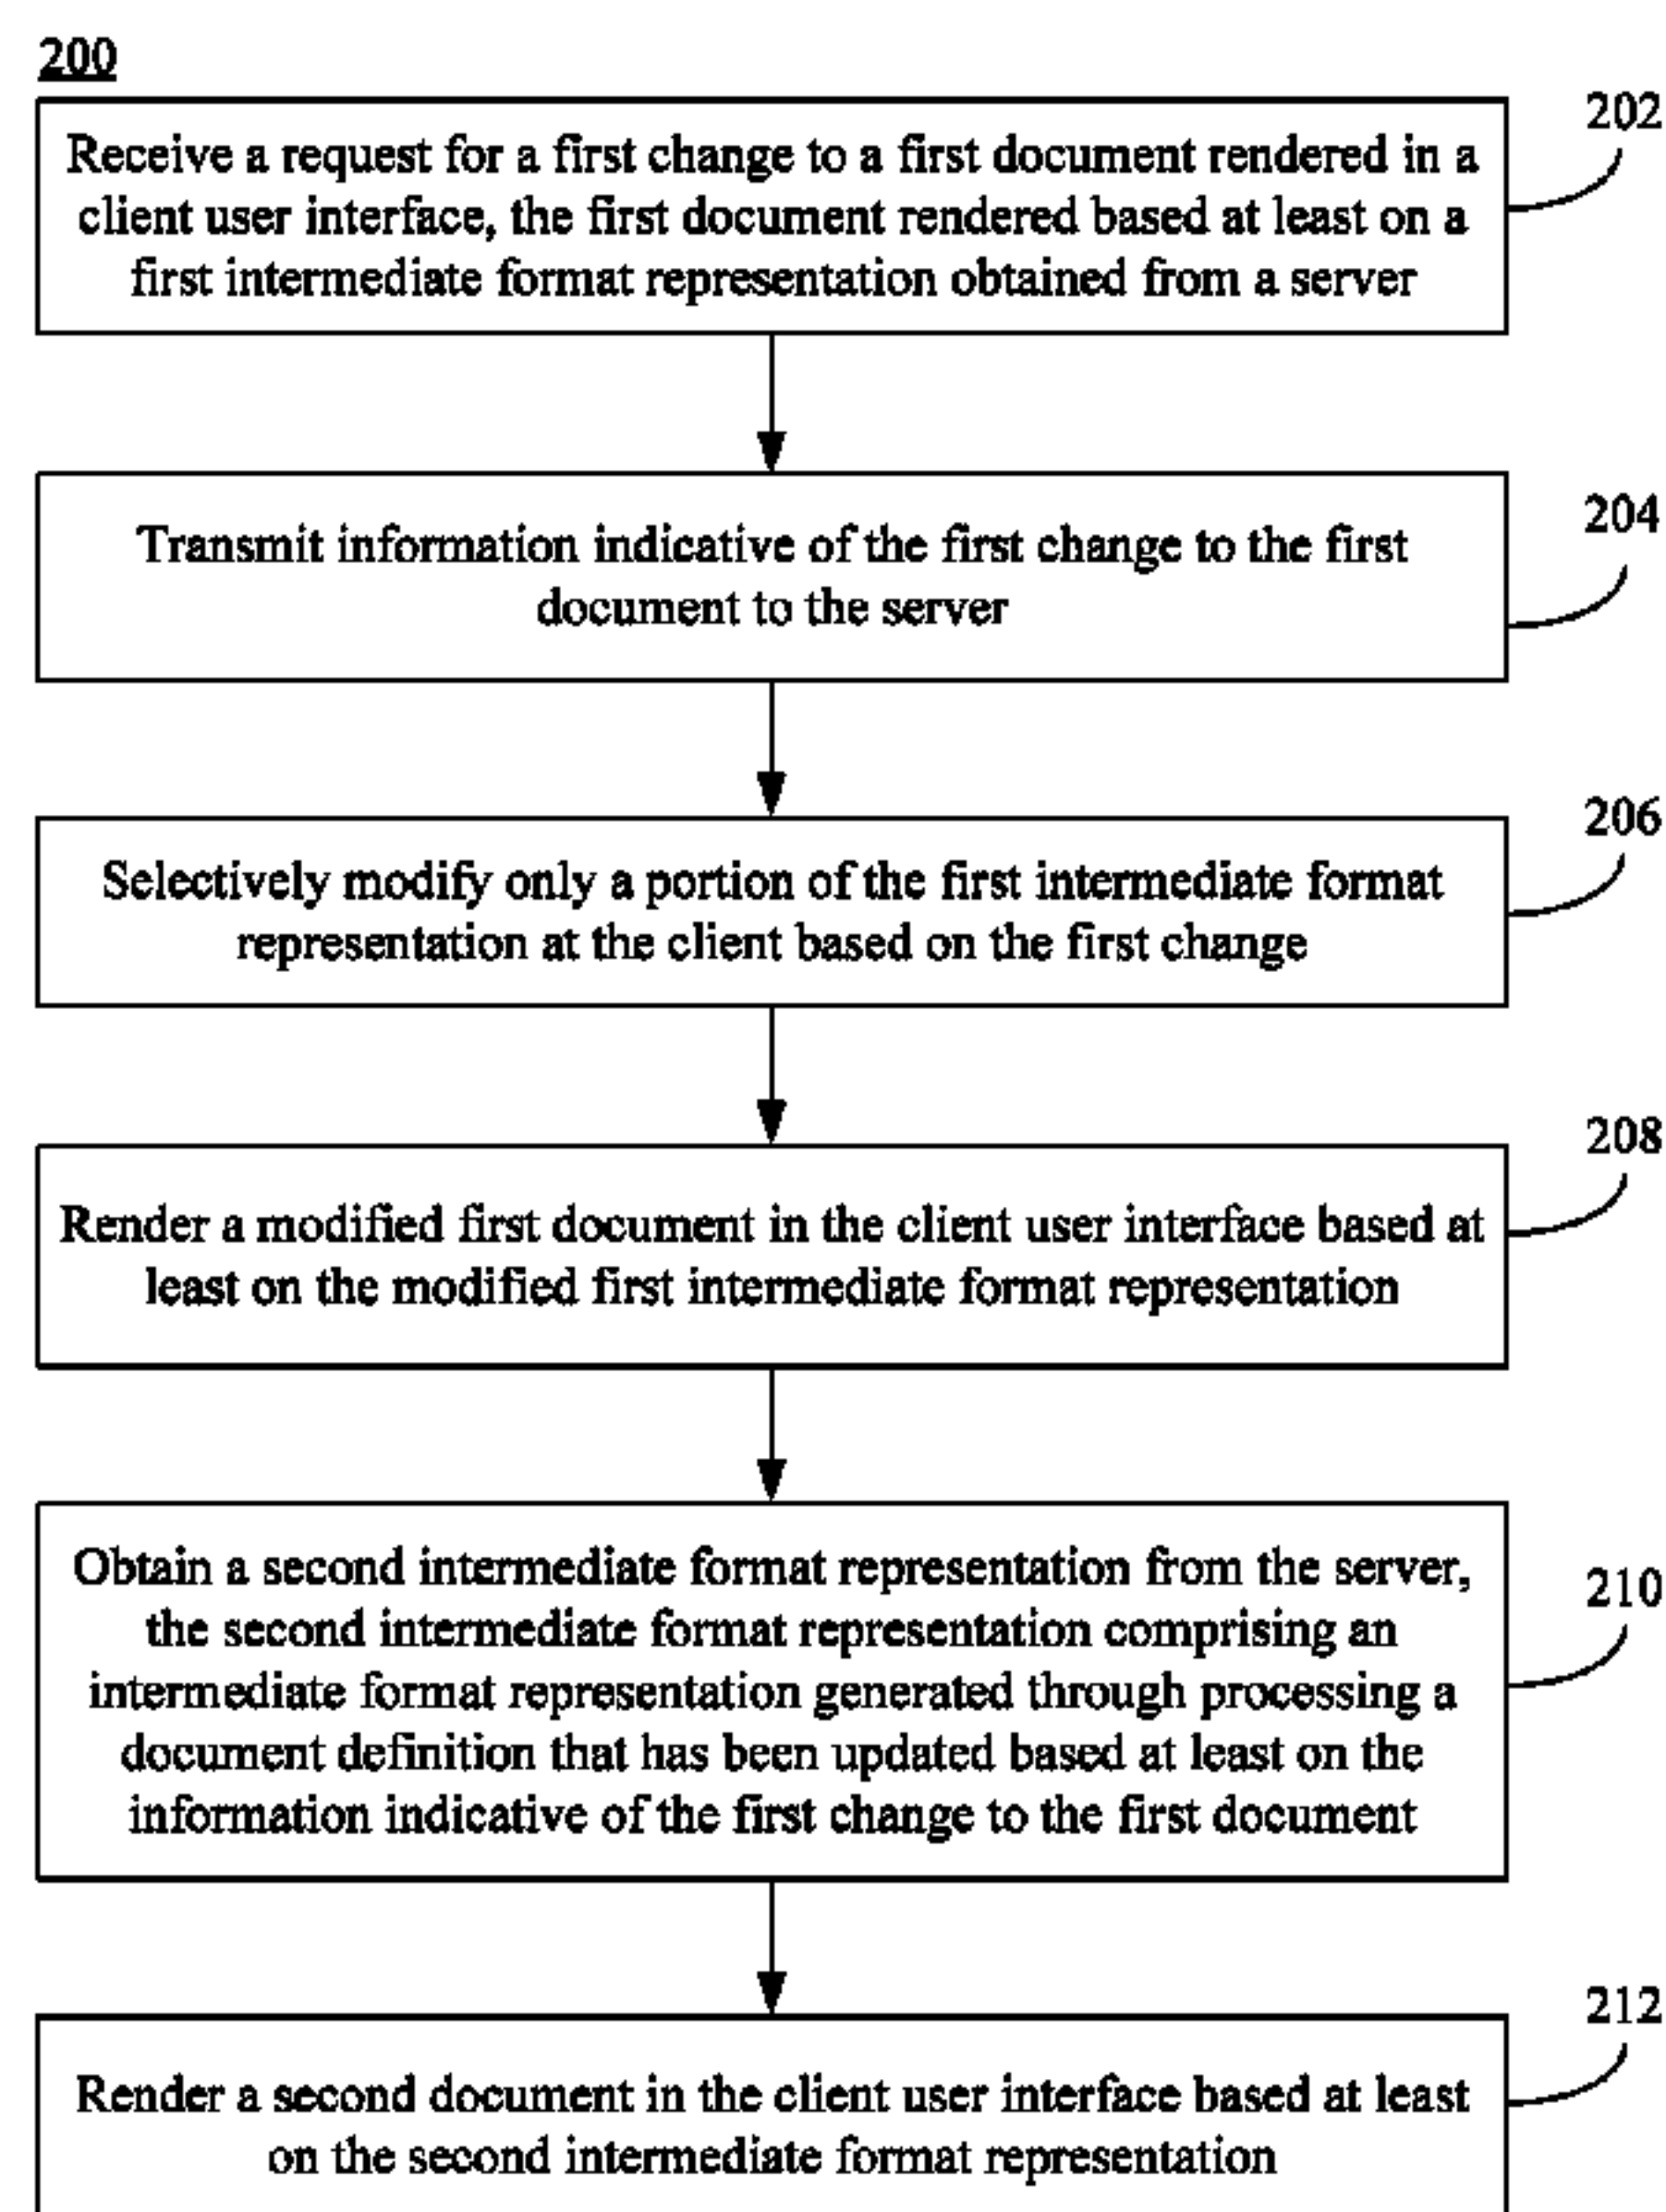 200
202
Receive a request for a first change to a first document rendered in a
client user interface, the first document rendered based at least on a
first intermediate format representation obtained from a server
204
Transmit information indicative of the first change to the first
document to the server
206
Selectively modify only a portion of the first intermediate format
representation at the client based on the first change
208
Render a modified first document in the client user interface based at
least on the modified first intermediate format representation
210
Obtain a second intermediate format representation from the server,
the second intermediate format representation comprising an
intermediate format representation generated through processing a
document definition that has been updated based at least on the
information indicative of the first change to the first document
212
Render a second document in the client user interface based at least
on the second intermediate format representation